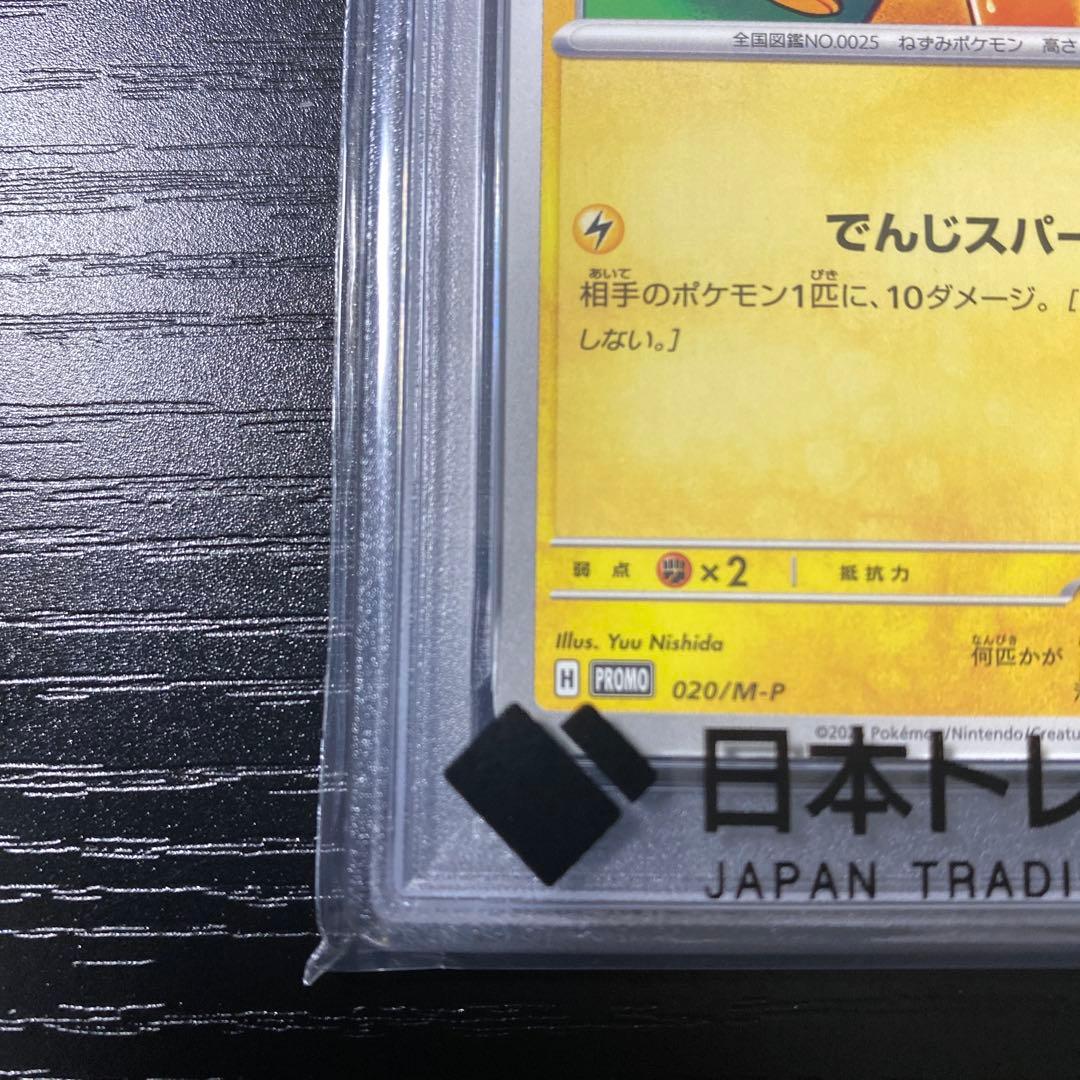 全国図鑑NO.0025 ねずみポケモン 高さ
でんじスパー
あいて びき
相手のポケモン1匹に、10ダメージ。[
しない。]
弱点 ×2 抵抗力
Illus. Yuu Nishida
なんびき
何匹かが
H PROMO 020/M-P
Pokémon/Nintendo/Creatu
日本トレ
JAPAN TRADI